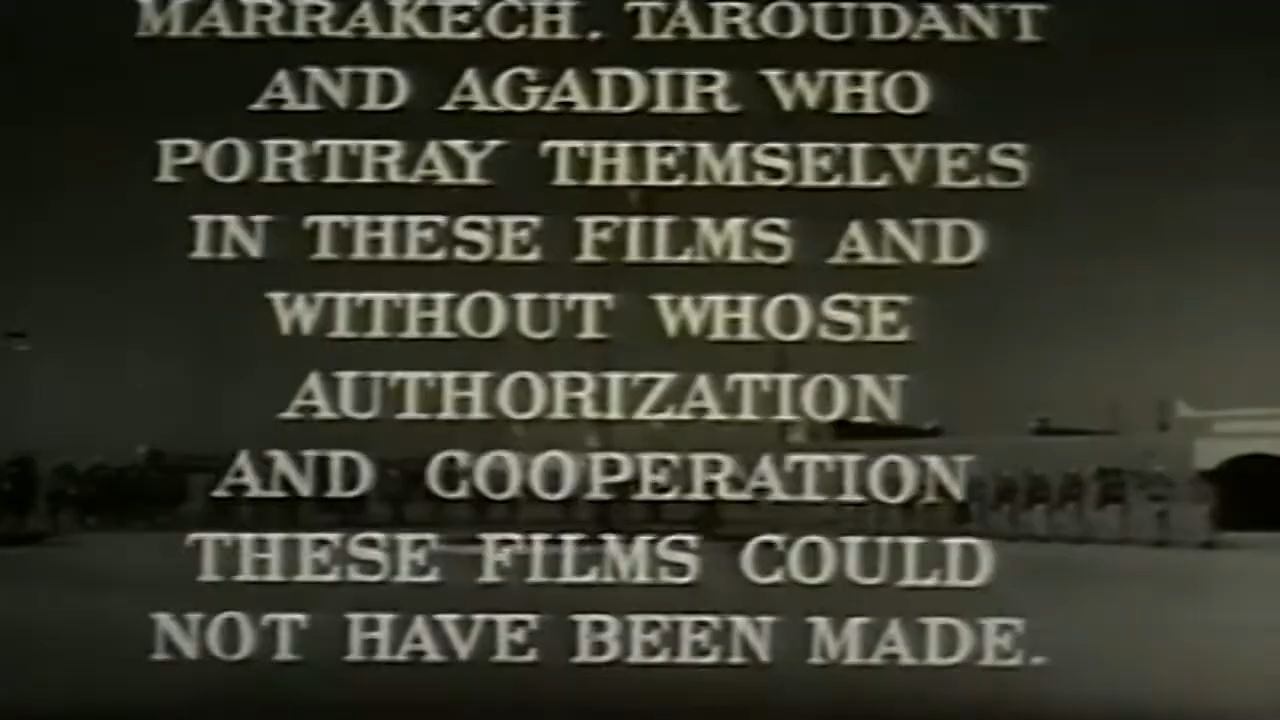 MARRAKECH. TAROUDANT
AND AGADIR WHO
PORTRAY THEMSELVES
IN THESE FILMS AND
WITHOUT WHOSE
AUTHORIZATION
AND COOPERATION
THESE FILMS COULD
NOT HAVE BEEN MADE.